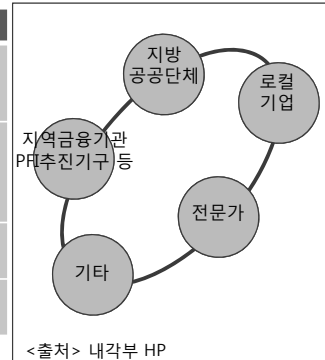 지방
공공단체
로컬
기업
지역금융기관
PFI추진기구 등
전문가
기타
<출처> 내각부 HP